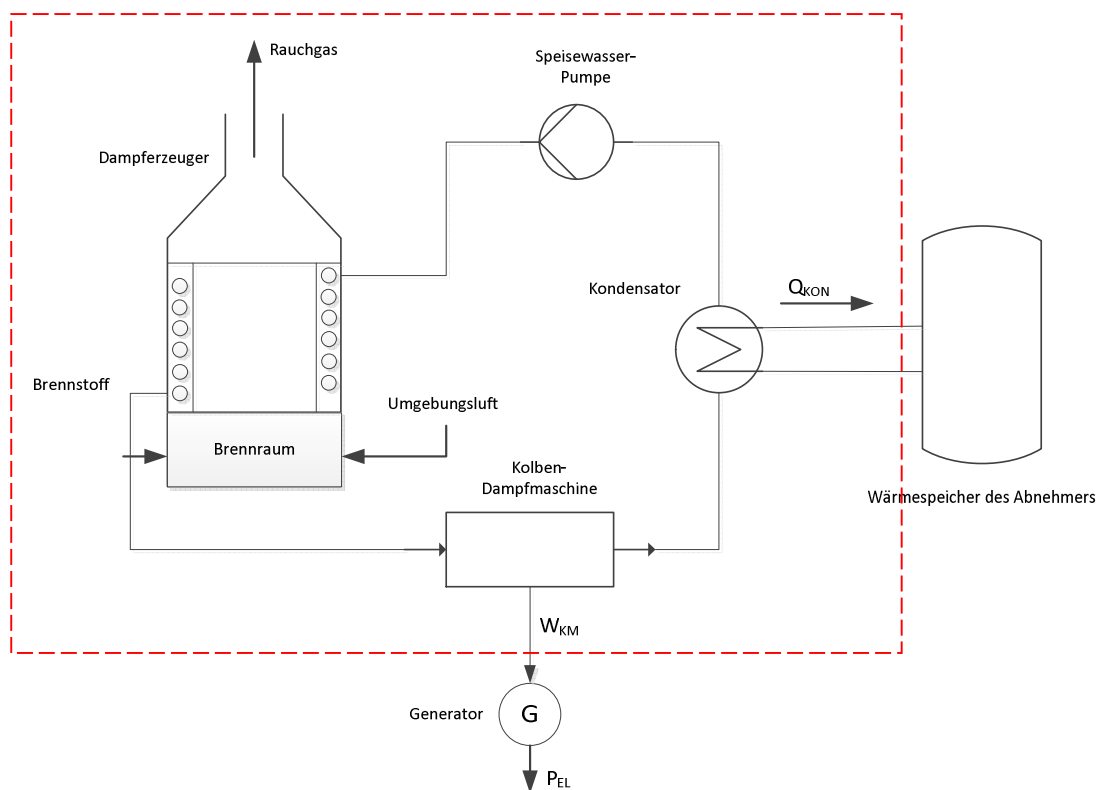 Rauchgas
Speisewasser-
Pumpe
Dampferzeuger
Kondensator
QKON
Brennstoff
Umgebungsluft
Brennraum
Kolben-
Dampfmaschine
Wärmespeicher des Abnehmers
WKM
Generator
G
PEL